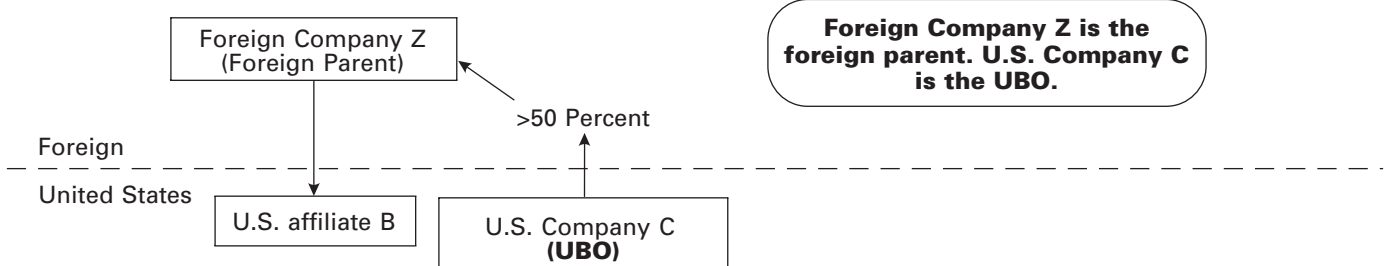 Foreign Company Z
(Foreign Parent)
Foreign Company Z is the
foreign parent. U.S. Company C
is the UBO.
>50 Percent
Foreign
United States
U.S. affiliate B
U.S. Company C
(UBO)